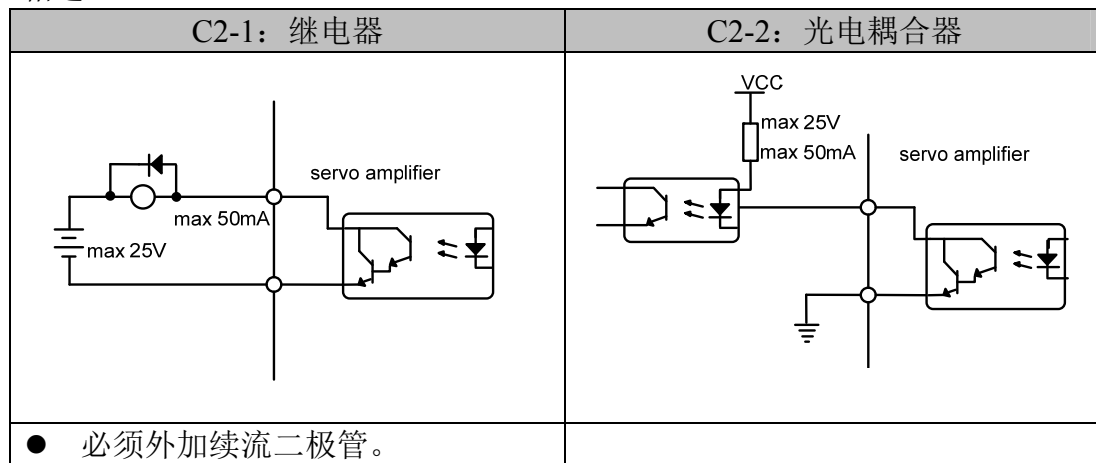 C2-1：继电器
C2-2：光电耦合器
servo amplifier
max 50mA
max 25V
VCC
max 25V
max 50mA
servo amplifier
● 必须外加续流二极管。